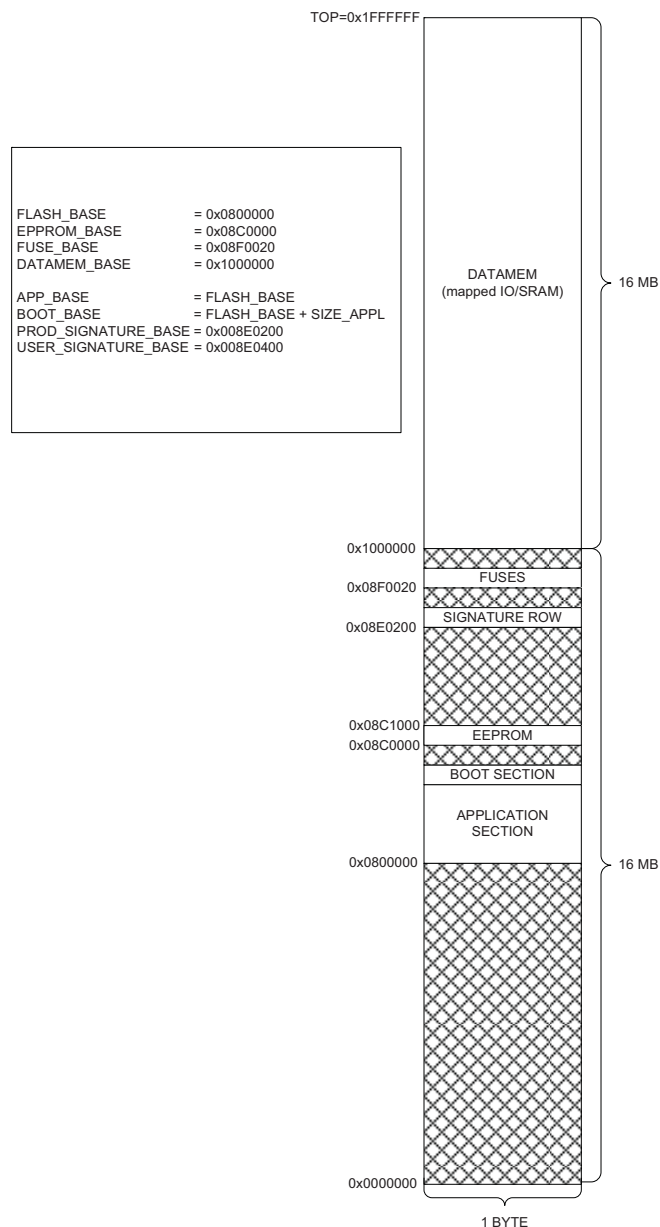 TOP=0x1FFFFFF
FLASH_BASE = 0x0800000
EPPROM_BASE = 0x08C0000
FUSE_BASE = 0x08F0020
DATAMEM_BASE = 0x1000000
APP_BASE = FLASH_BASE
BOOT_BASE = FLASH_BASE + SIZE_APPL
PROD_SIGNATURE_BASE = 0x008E0200
USER_SIGNATURE_BASE = 0x008E0400
DATAMEM
(mapped IO/SRAM)
16 MB
0x1000000
FUSES
0x08F0020
SIGNATURE ROW
0x08E0200
0x08C1000
EEPROM
0x08C0000
BOOT SECTION
APPLICATION
SECTION
0x0800000
16 MB
0x0000000
1 BYTE